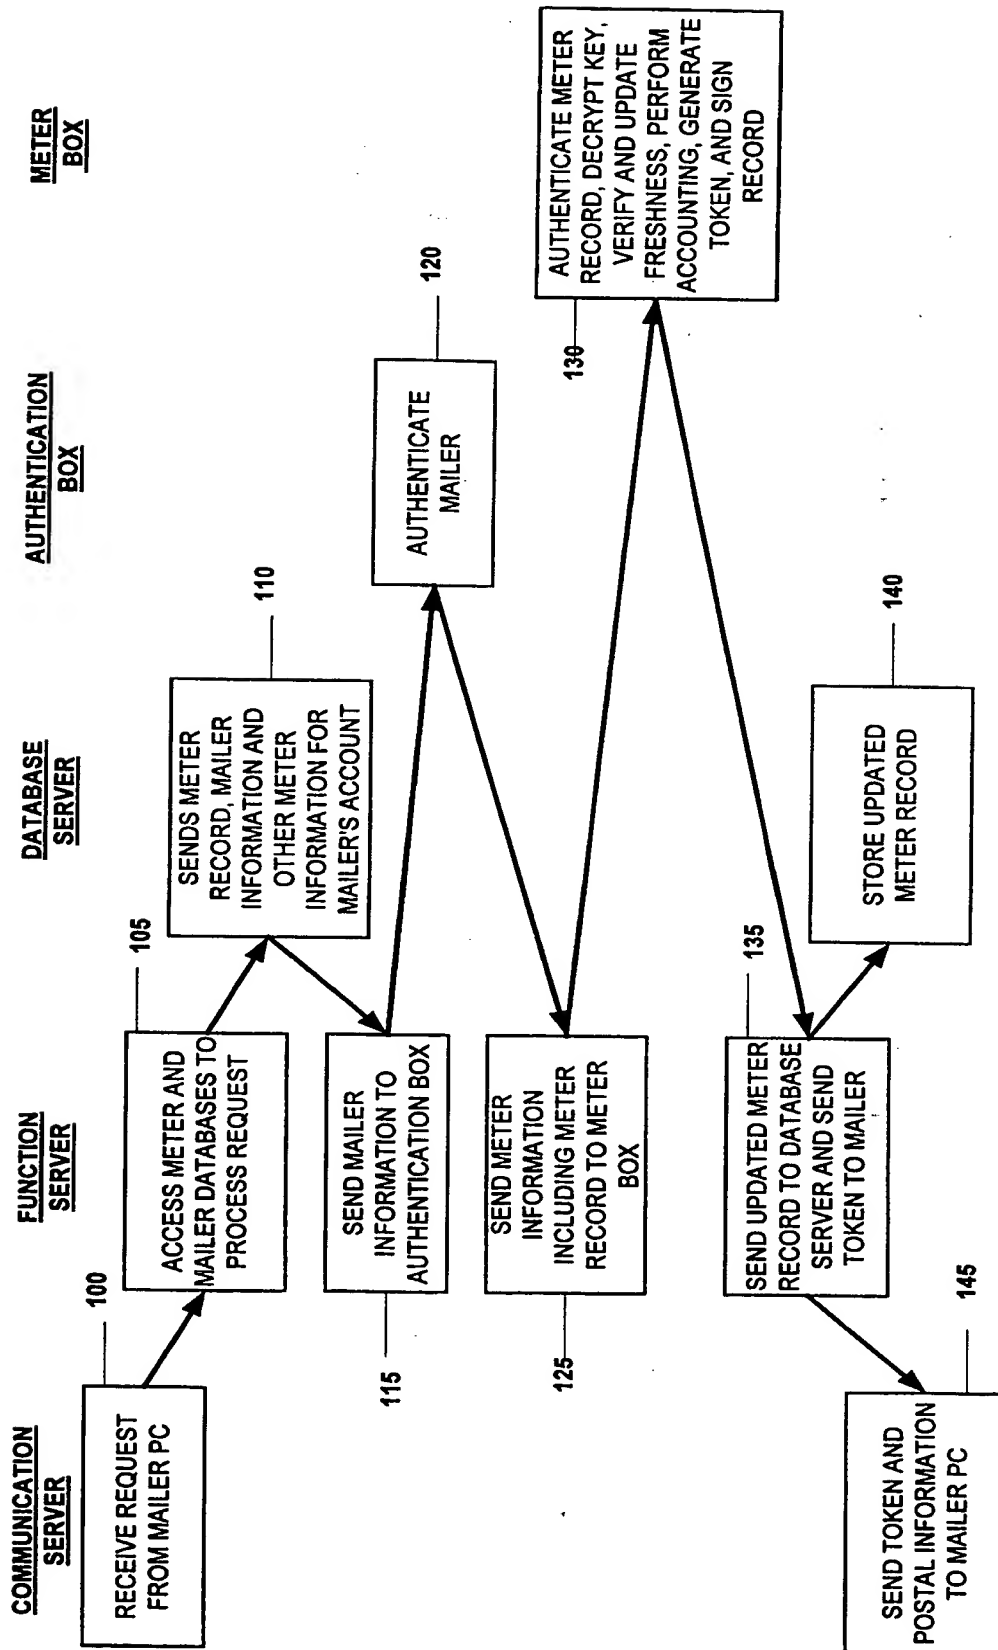 COMMUNICATION
SERVER
FUNCTION
SERVER
DATABASE
SERVER
AUTHENTICATION
BOX
METER
BOX
RECEIVE REQUEST
FROM MAILER PC
100
ACCESS METER AND
MAILER DATABASES TO
PROCESS REQUEST
105
SENDS METER
RECORD, MAILER
INFORMATION AND
OTHER METER
INFORMATION FOR
MAILER'S ACCOUNT
110
SEND MAILER
INFORMATION TO
AUTHENTICATION BOX
115
AUTHENTICATE
MAILER
120
SEND METER
INFORMATION
INCLUDING METER
RECORD TO METER
BOX
125
AUTHENTICATE METER
RECORD, DECRYPT KEY,
VERIFY AND UPDATE
FRESHNESS, PERFORM
ACCOUNTING, GENERATE
TOKEN, AND SIGN
RECORD
130
SEND UPDATED METER
RECORD TO DATABASE
SERVER AND SEND
TOKEN TO MAILER
135
STORE UPDATED
METER RECORD
140
SEND TOKEN AND
POSTAL INFORMATION
TO MAILER PC
145